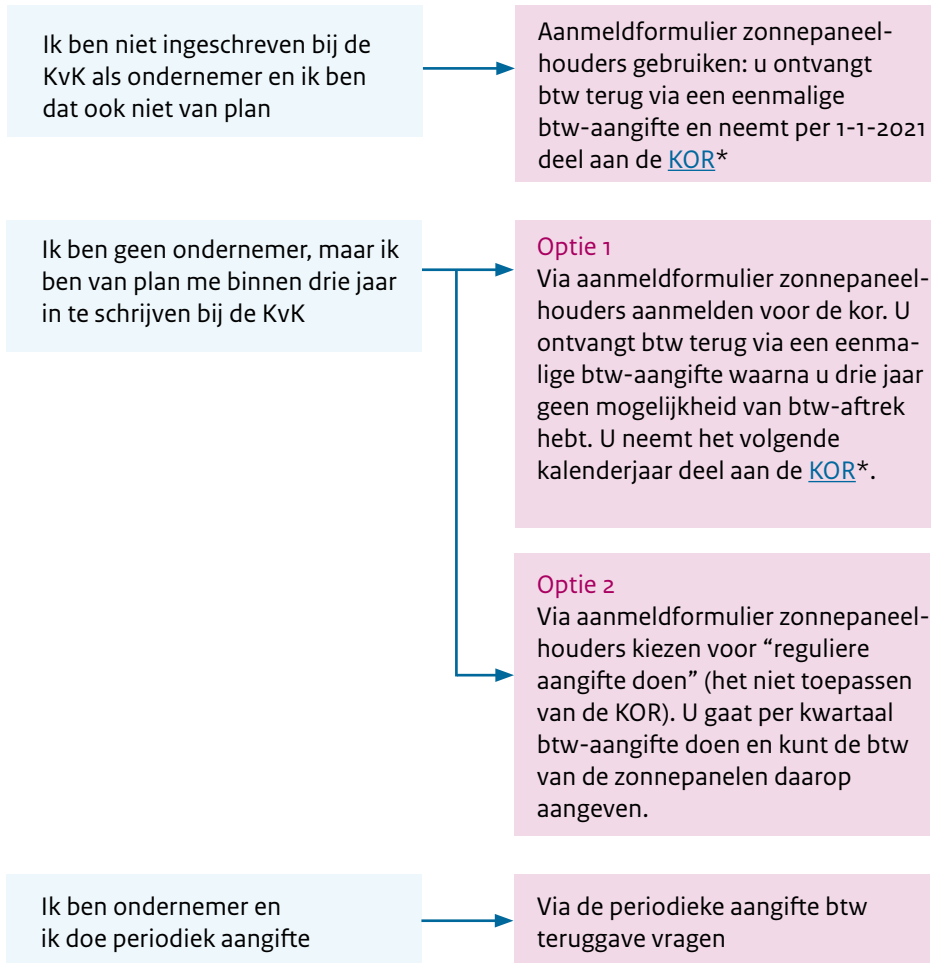 Ik ben niet ingeschreven bij de
KvK als ondernemer en ik ben
dat ook niet van plan
Aanmeldformulier zonnepaneel-
houders gebruiken: u ontvangt
btw terug via een eenmalige
btw-aangifte en neemt per 1-1-2021
deel aan de KOR*
Ik ben geen ondernemer, maar ik
ben van plan me binnen drie jaar
in te schrijven bij de KvK
Optie 1
Via aanmeldformulier zonnepaneel-
houders aanmelden voor de kor. U
ontvangt btw terug via een eenma-
lige btw-aangifte waarna u drie jaar
geen mogelijkheid van btw-aftrek
hebt. U neemt het volgende
kalenderjaar deel aan de KOR*.
Optie 2
Via aanmeldformulier zonnepaneel-
houders kiezen voor “reguliere
aangifte doen” (het niet toepassen
van de KOR). U gaat per kwartaal
btw-aangifte doen en kunt de btw
van de zonnepanelen daarop
aangeven.
Ik ben ondernemer en
ik doe periodiek aangifte
Via de periodieke aangifte btw
teruggave vragen